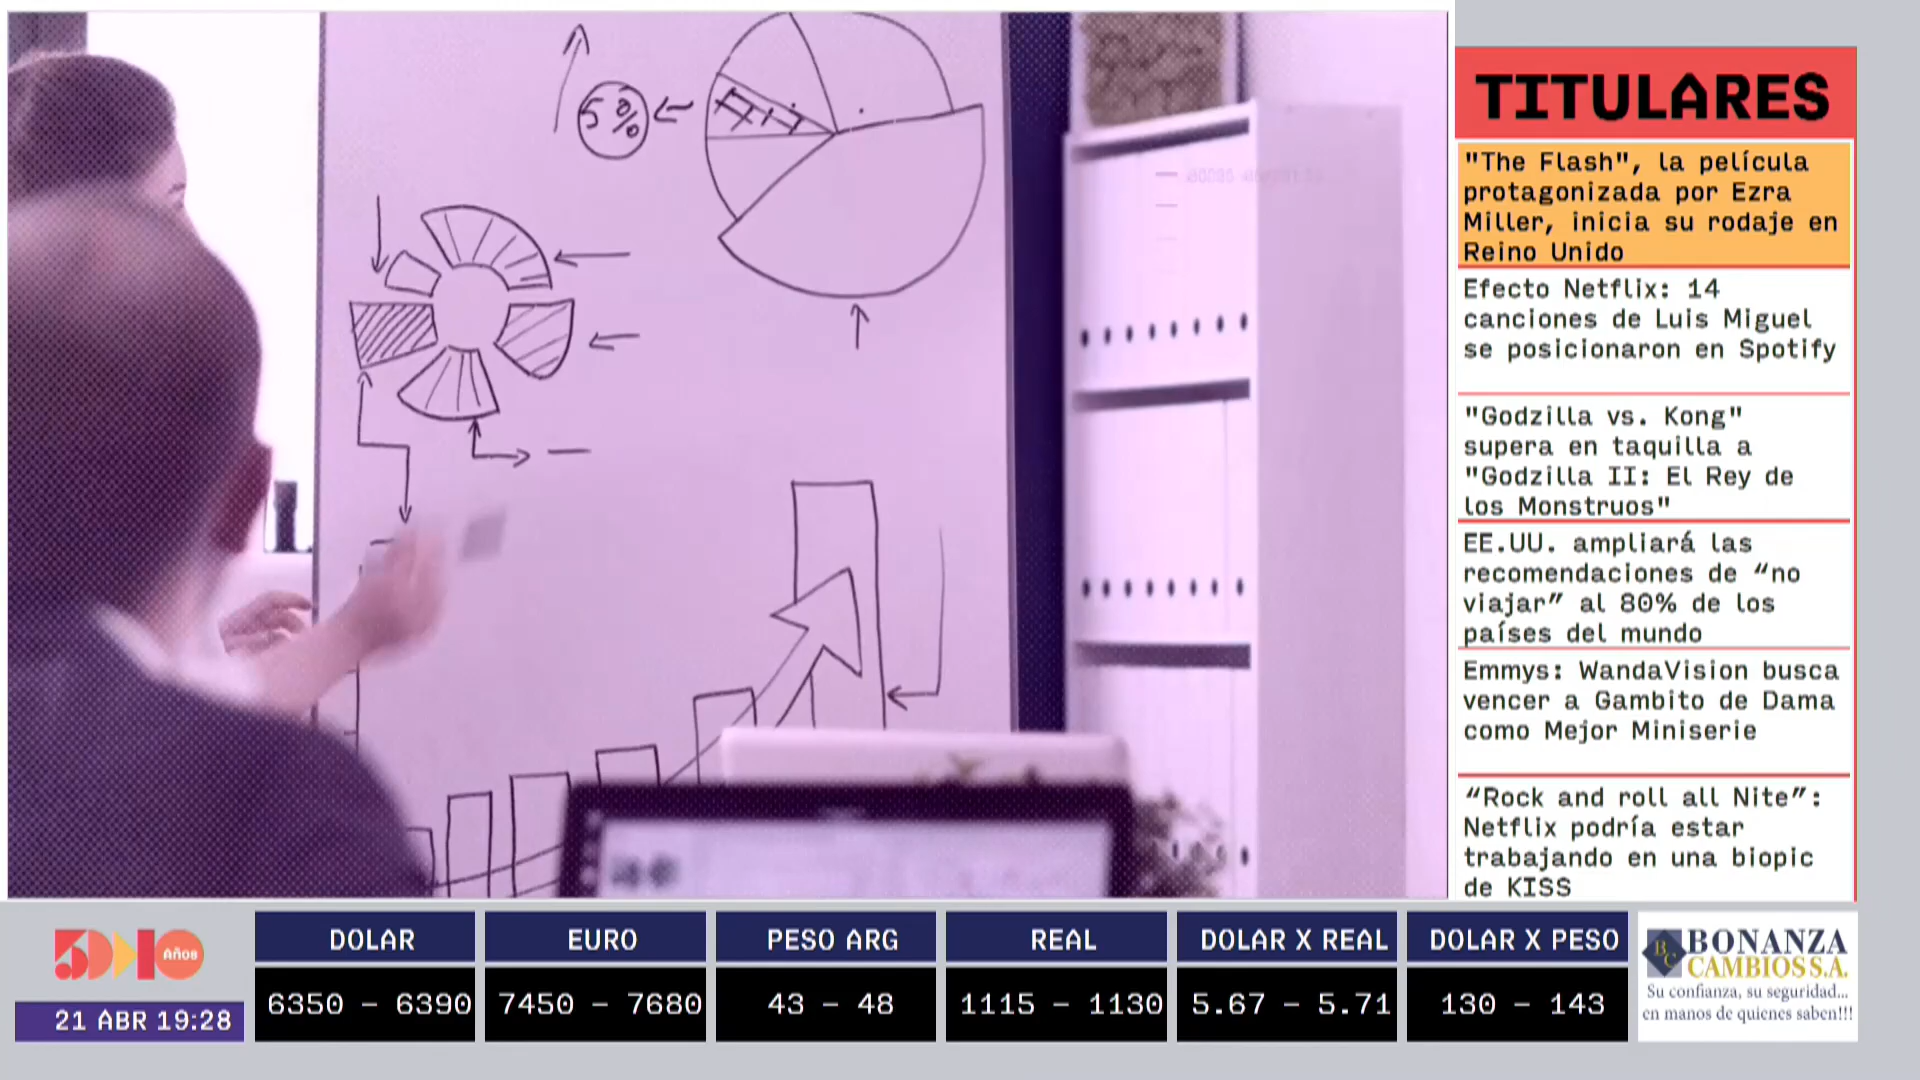 5%
TITULARES
"The Flash", la película
protagonizada por Ezra
Miller, inicia su rodaje en
Reino Unido
Efecto Netflix: 14
canciones de Luis Miguel
se posicionaron en Spotify
"Godzilla vs. Kong"
supera en taquilla a
"Godzilla II: El Rey de
los Monstruos"
EE.UU. ampliará las
recomendaciones de “no
viajar” al 80% de los
países del mundo
Emmys: WandaVision busca
vencer a Gambito de Dama
como Mejor Miniserie
“Rock and roll all Nite”:
Netflix podría estar
trabajando en una biopic
de KISS
Años
21 ABR 19:28
DOLAR
6350 - 6390
EURO
7450 - 7680
PESO ARG
43 - 48
REAL
1115 - 1130
DOLAR X REAL
5.67 - 5.71
DOLAR X PESO
130 - 143
BC BONANZA
CAMBIOS S.A.
Su confianza, su seguridad...
en manos de quienes saben!!!